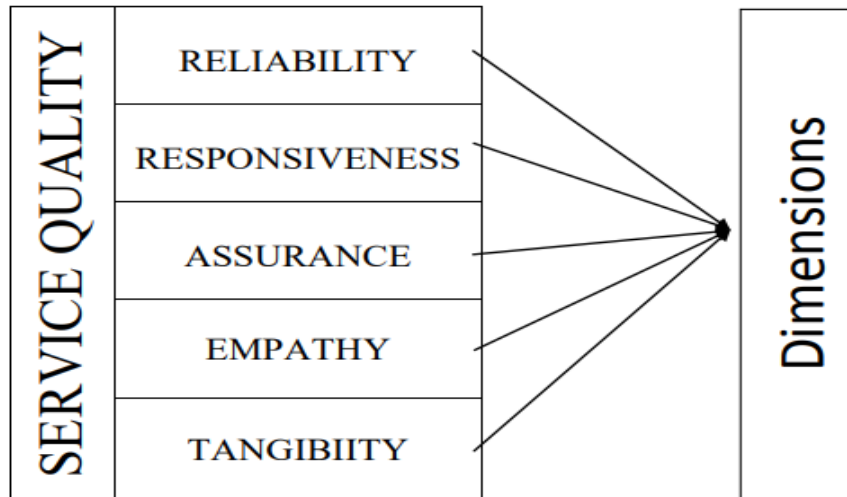 SERVICE QUALITY
RELIABILITY
RESPONSIVENESS
ASSURANCE
EMPATHY
TANGIBIITY
Dimensions